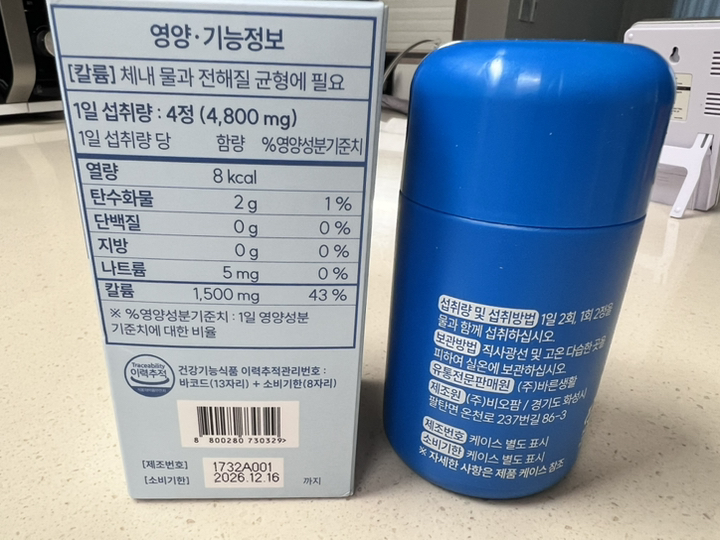 영양·기능정보
[칼륨] 체내 물과 전해질 균형에 필요
1일 섭취량 : 4정 (4,800 mg)
1일 섭취량 당 함량 %영양성분기준치
열량 8 kcal
탄수화물 2 g 1 %
단백질 0 g 0 %
지방 0 g 0 %
나트륨 5 mg 0 %
칼륨 1,500 mg 43 %
※ %영양성분기준치 : 1일 영양성분
기준치에 대한 비율
Traceability
이력추적
건강기능식품 이력추적관리번호 :
바코드(13자리) + 소비기한(8자리)
8 800280 730329>
[제조번호] 1732A001
[소비기한] 2026.12.16 까지
섭취량 및 섭취방법 1일 2회, 1회 2정을
물과 함께 섭취하십시오.
보관방법 직사광선 및 고온 다습한 곳을
피하여 실온에 보관하십시오.
유통전문판매원 (주)바른생활
제조원 (주)비오팜 / 경기도 화성시
팔탄면 온천로 237번길 86-3
제조번호 케이스 별도 표시
소비기한 케이스 별도 표시
※ 자세한 사항은 제품 케이스 참조